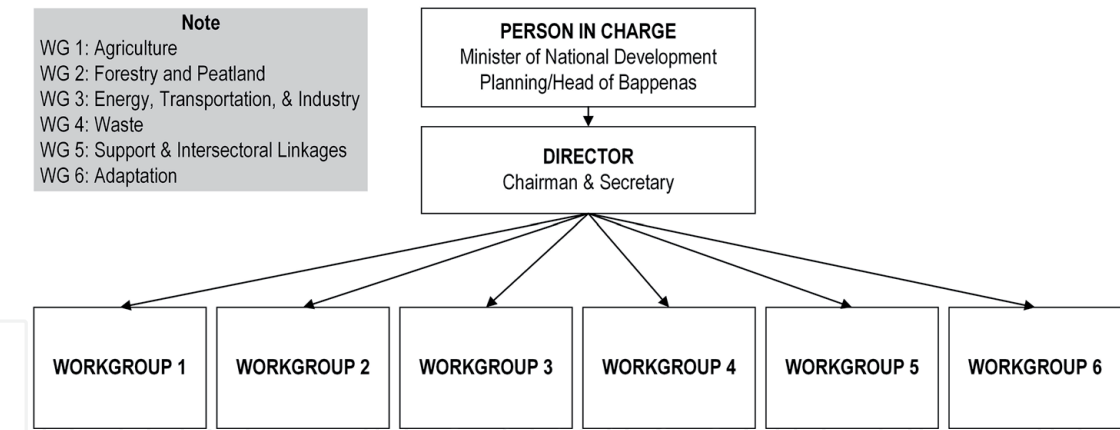 Note
WG 1: Agriculture
WG 2: Forestry and Peatland
WG 3: Energy, Transportation, & Industry
WG 4: Waste
WG 5: Support & Intersectoral Linkages
WG 6: Adaptation
PERSON IN CHARGE
Minister of National Development
Planning/Head of Bappenas
DIRECTOR
Chairman & Secretary
WORKGROUP 1
WORKGROUP 2
WORKGROUP 3
WORKGROUP 4
WORKGROUP 5
WORKGROUP 6